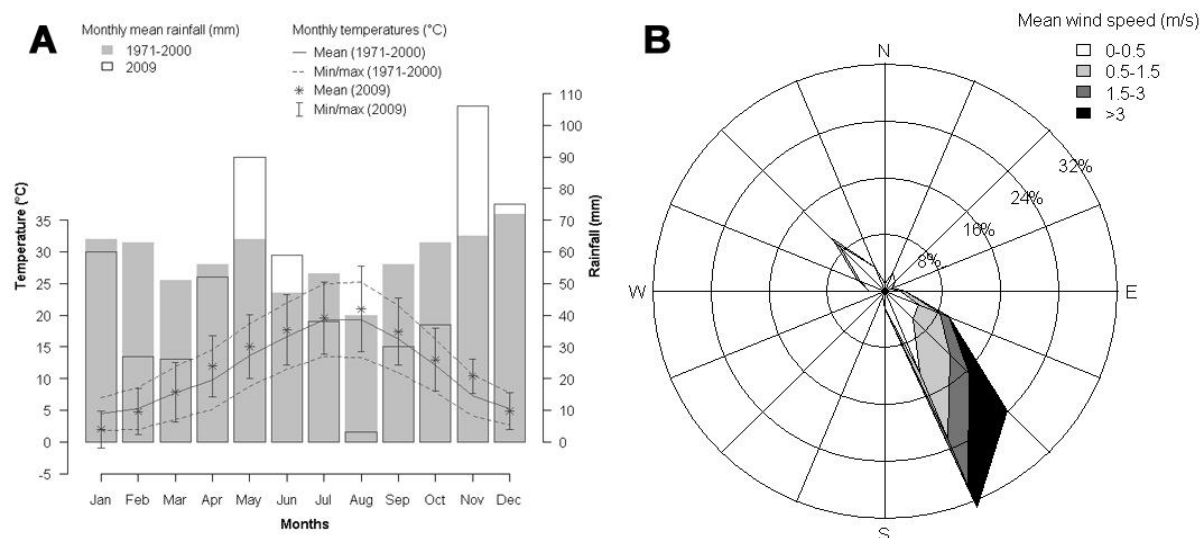 A
Monthly mean rainfall (mm)
1971-2000
2009
Monthly temperatures (°C)
Mean (1971-2000)
Min/max (1971-2000)
Mean (2009)
Min/max (2009)
Temperature (°C)
35
30
25
20
15
10
5
0
-5
110
100
90
80
70
60
50
40
30
20
10
0
Rainfall (mm)
Jan Feb Mar Apr May Jun Jul Aug Sep Oct Nov Dec
Months
B
Mean wind speed (m/s)
0-0.5
0.5-1.5
1.5-3
>3
N
32%
24%
16%
8%
W
E
S